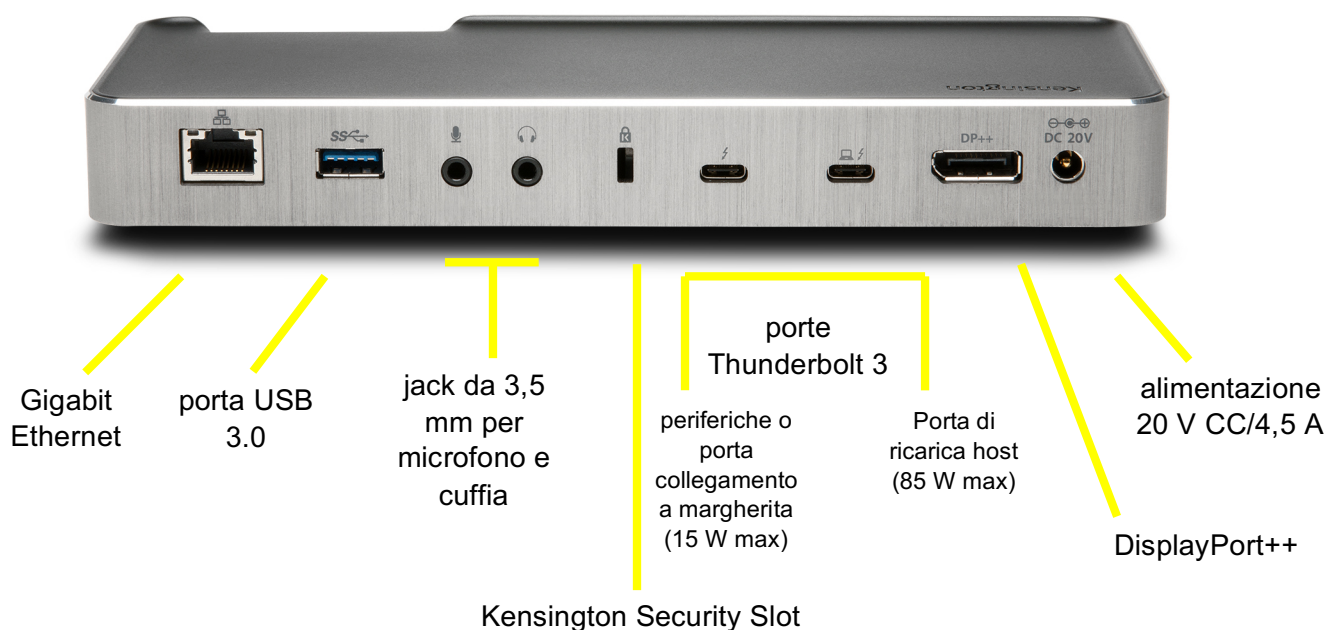 Kensington
SS
DP++
DC 20V
K
Gigabit
Ethernet
porta USB
3.0
jack da 3,5
mm per
microfono e
cuffia
Kensington Security Slot
porte
Thunderbolt 3
periferiche o
porta
collegamento
a margherita
(15 W max)
Porta di
ricarica host
(85 W max)
DisplayPort++
alimentazione
20 V CC/4,5 A